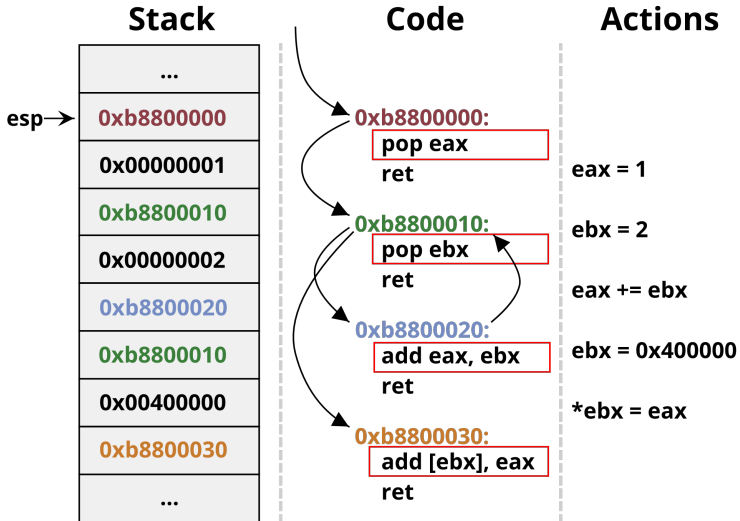 Stack
Code
Actions
...
esp
0xb8800000
0x00000001
0xb8800010
0x00000002
0xb8800020
0xb8800010
0x00400000
0xb8800030
...
0xb8800000:
pop eax
ret
0xb8800010:
pop ebx
ret
0xb8800020:
add eax, ebx
ret
0xb8800030:
add [ebx], eax
ret
eax = 1
ebx = 2
eax += ebx
ebx = 0x400000
*ebx = eax